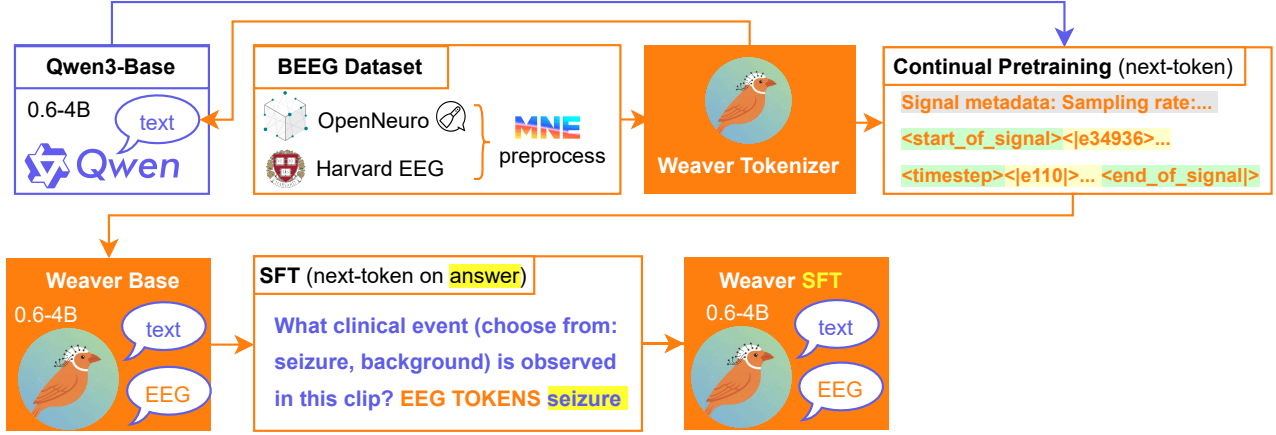 Qwen3-Base
0.6-4B
text
Qwen
BEEG Dataset
OpenNeuro
Harvard EEG
MNE
preprocess
Weaver Tokenizer
Continual Pretraining (next-token)
Signal metadata: Sampling rate:...
<start_of_signal><|e34936>...
<timestep><|e110|>... <end_of_signal|>
Weaver Base
0.6-4B
text
EEG
SFT (next-token on answer)
What clinical event (choose from:
seizure, background) is observed
in this clip? EEG TOKENS seizure
Weaver SFT
0.6-4B
text
EEG